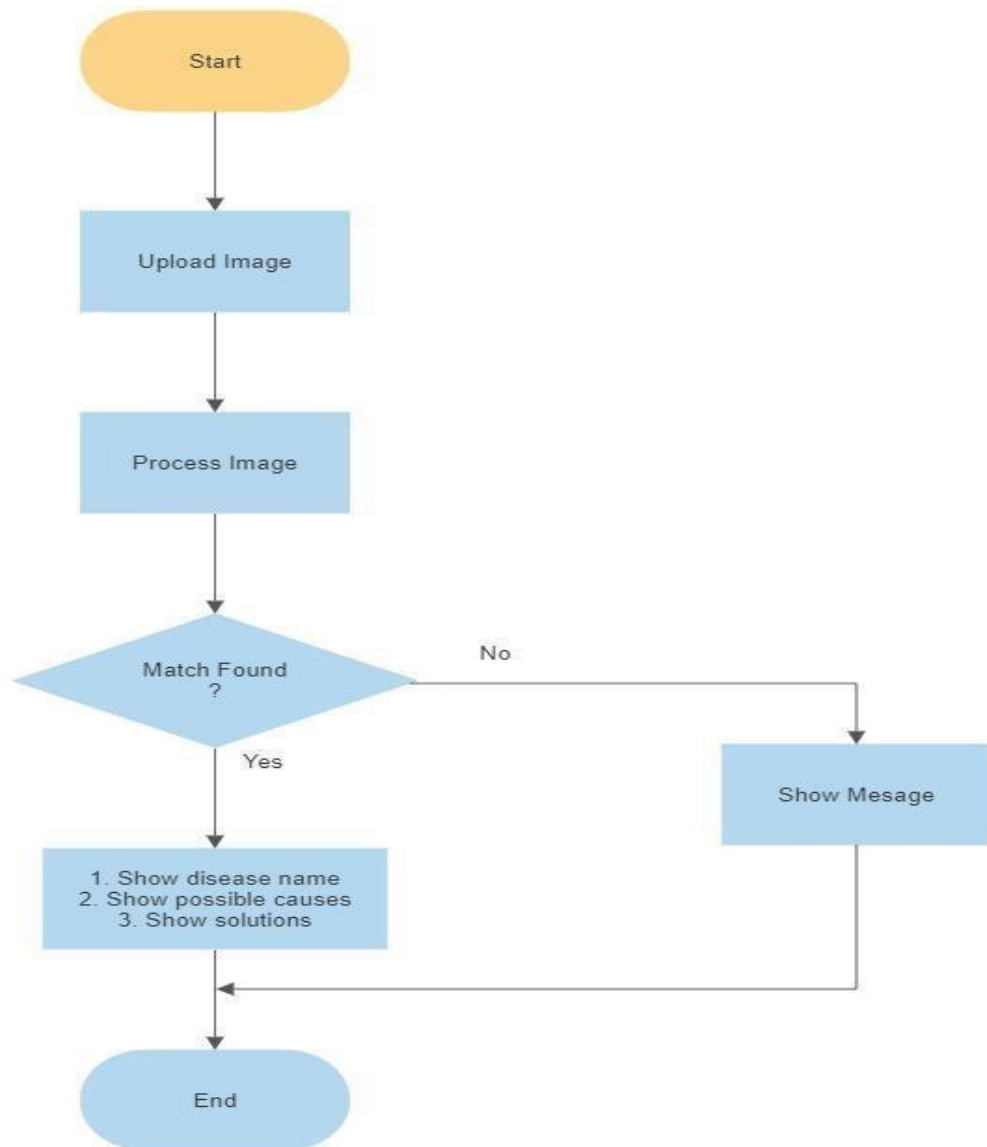 Start
Upload Image
Process Image
Match Found
?
No
Yes
Show Mesage
1. Show disease name
2. Show possible causes
3. Show solutions
End